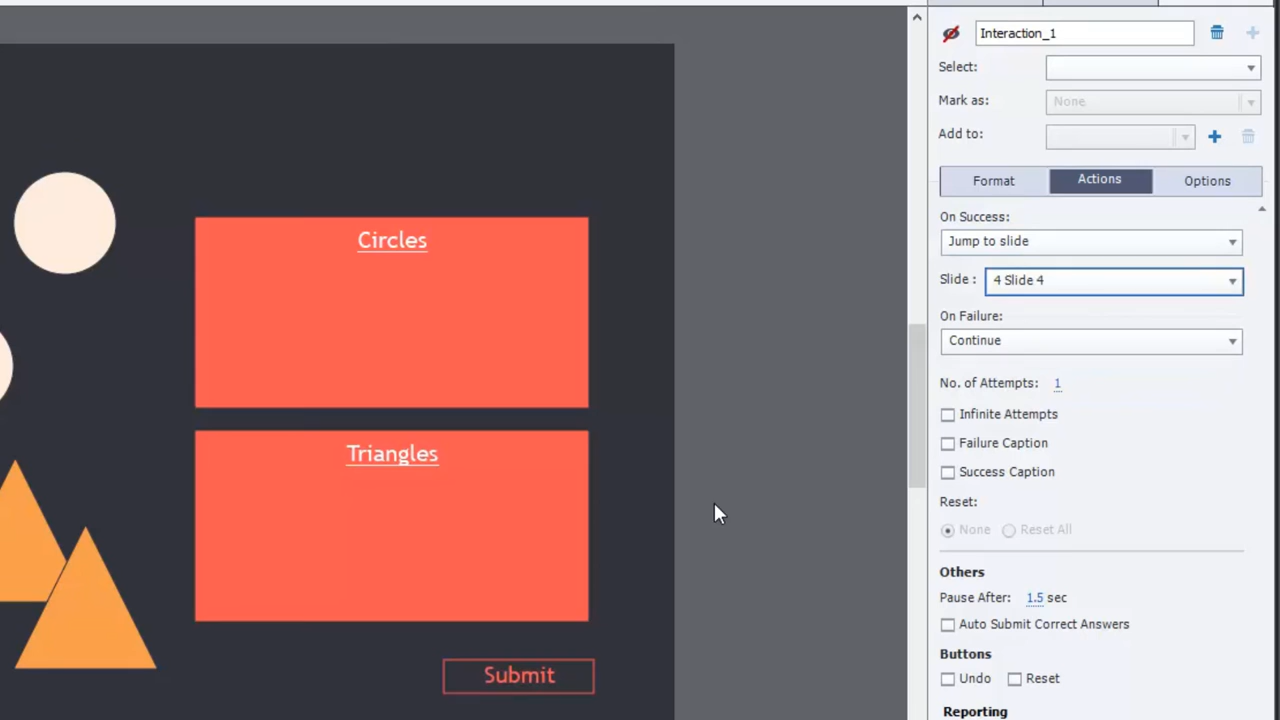 Interaction_1
Select:
Mark as: None
Add to:
Format Actions Options
On Success:
Jump to slide
Slide : 4 Slide 4
On Failure:
Continue
No. of Attempts: 1
Infinite Attempts
Failure Caption
Success Caption
Reset:
None Reset All
Others
Pause After: 1.5 sec
Auto Submit Correct Answers
Buttons
Undo Reset
Reporting
Circles
Triangles
Submit